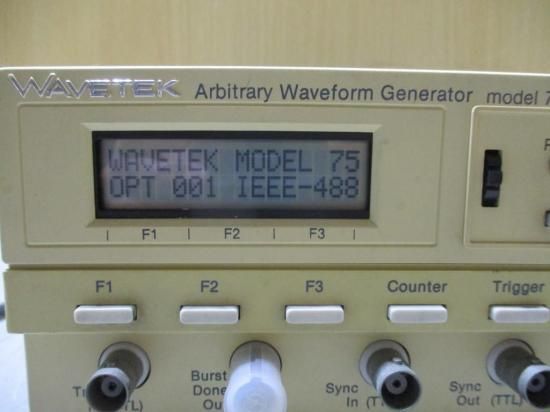 WAVETEK Arbitrary Waveform Generator model 7
WAVETEK MODEL 75
OPT 001 IEEE-488
F1 F2 F3
F1 F2 F3 Counter Trigger
Burst
Done
Sync
In
Sync
Out (TTL)